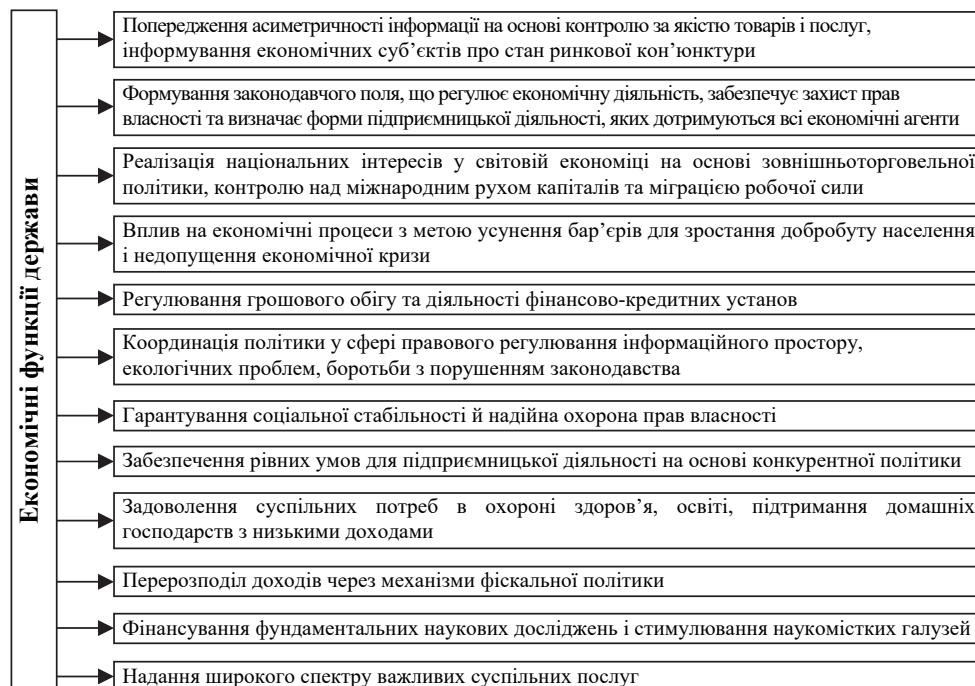 Економічні функції держави
Попередження асиметричності інформації на основі контролю за якістю товарів і послуг,
інформування економічних суб’єктів про стан ринкової кон’юнктури
Формування законодавчого поля, що регулює економічну діяльність, забезпечує захист прав
власності та визначає форми підприємницької діяльності, яких дотримуються всі економічні агенти
Реалізація національних інтересів у світовій економіці на основі зовнішньоторговельної
політики, контролю над міжнародним рухом капіталів та міграцією робочої сили
Вплив на економічні процеси з метою усунення бар’єрів для зростання добробуту населення
і недопущення економічної кризи
Регулювання грошового обігу та діяльності фінансово-кредитних установ
Координація політики у сфері правового регулювання інформаційного простору,
екологічних проблем, боротьби з порушенням законодавства
Гарантування соціальної стабільності й надійна охорона прав власності
Забезпечення рівних умов для підприємницької діяльності на основі конкурентної політики
Задоволення суспільних потреб в охороні здоров’я, освіті, підтримання домашніх
господарств з низькими доходами
Перерозподіл доходів через механізми фіскальної політики
Фінансування фундаментальних наукових досліджень і стимулювання наукомістких галузей
Надання широкого спектру важливих суспільних послуг